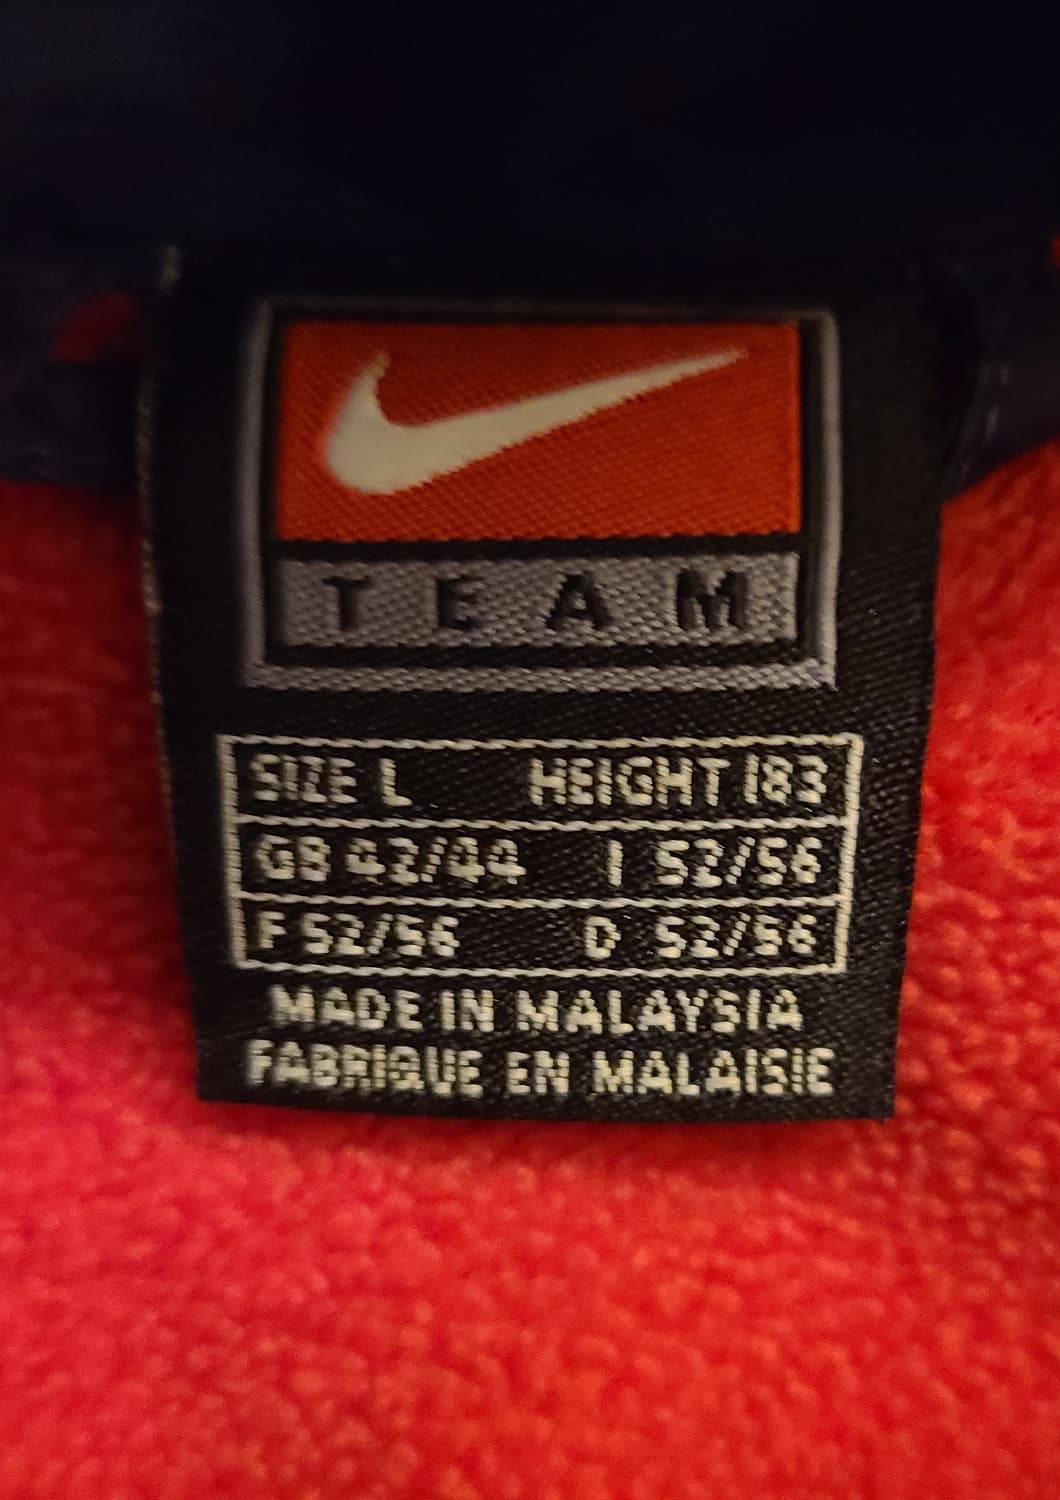 TEAM
SIZE L HEIGHT 183
GB 42/44 I 52/56
F 52/56 D 52/56
MADE IN MALAYSIA
FABRIQUE EN MALAISIE